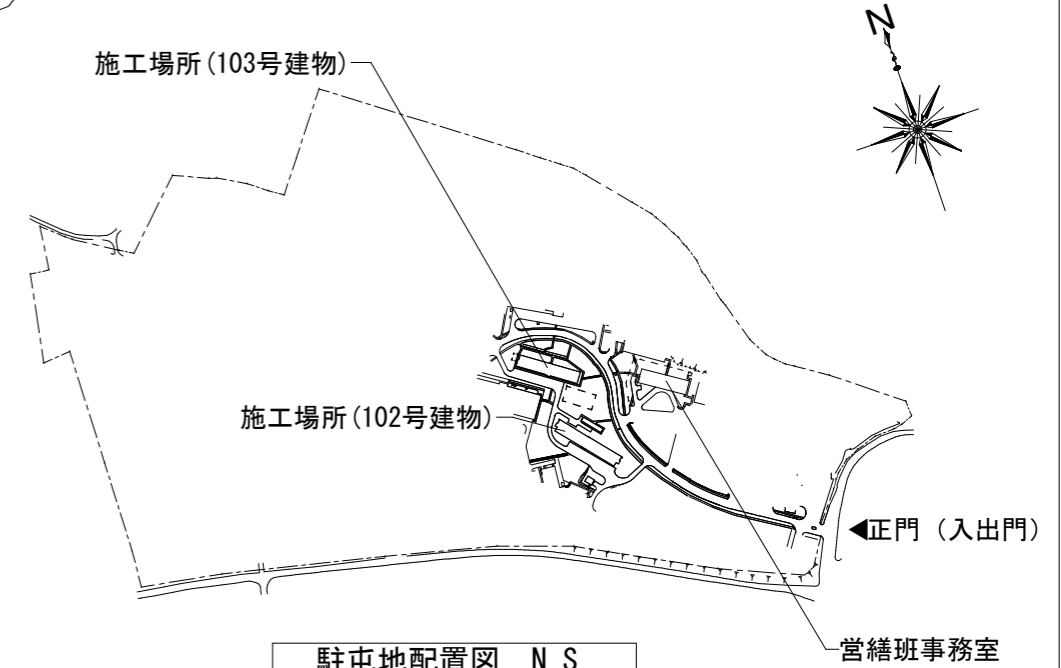 N
施工場所(103号建物)
施工場所(102号建物)
◀正門（入出門）
営繕班事務室
駐屯地配置図　N.S